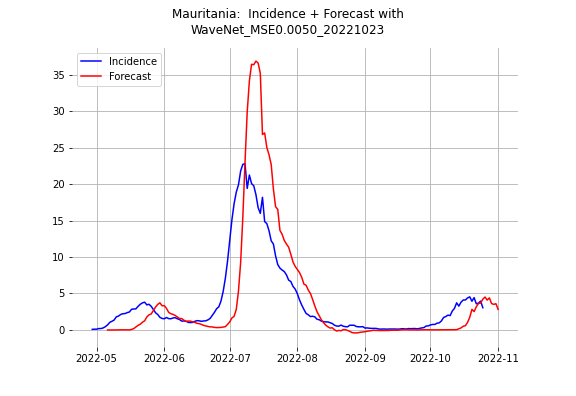 Mauritania:  Incidence + Forecast with
WaveNet_MSE0.0050_20221023
Incidence
Forecast
35
30
25
20
15
10
5
0
2022-05 2022-06 2022-07 2022-08 2022-09 2022-10 2022-11